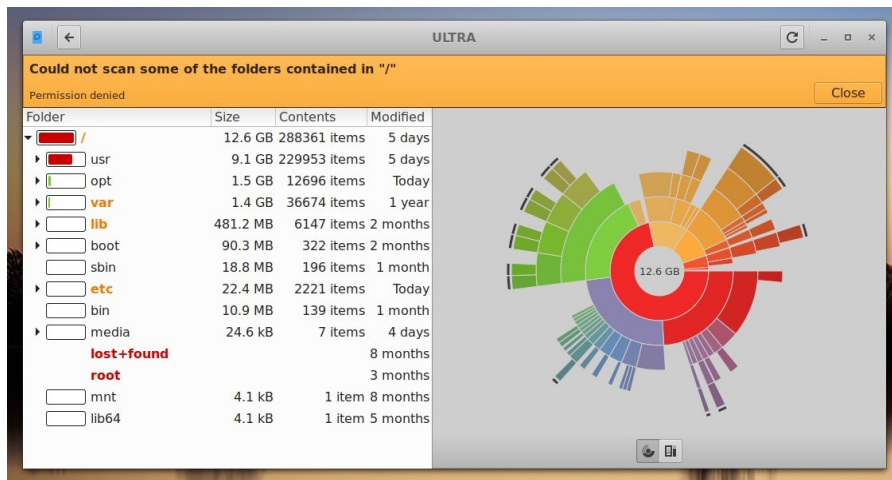 ULTRA
Could not scan some of the folders contained in "/"
Permission denied
Close
Folder Size Contents Modified
/ 12.6 GB 288361 items 5 days
usr 9.1 GB 229953 items 5 days
opt 1.5 GB 12696 items Today
var 1.4 GB 36674 items 1 year
lib 481.2 MB 6147 items 2 months
boot 90.3 MB 322 items 2 months
sbin 18.8 MB 196 items 1 month
etc 22.4 MB 2221 items Today
bin 10.9 MB 139 items 1 month
media 24.6 kB 7 items 4 days
lost+found 8 months
root 3 months
mnt 4.1 kB 1 item 8 months
lib64 4.1 kB 1 item 5 months
12.6 GB